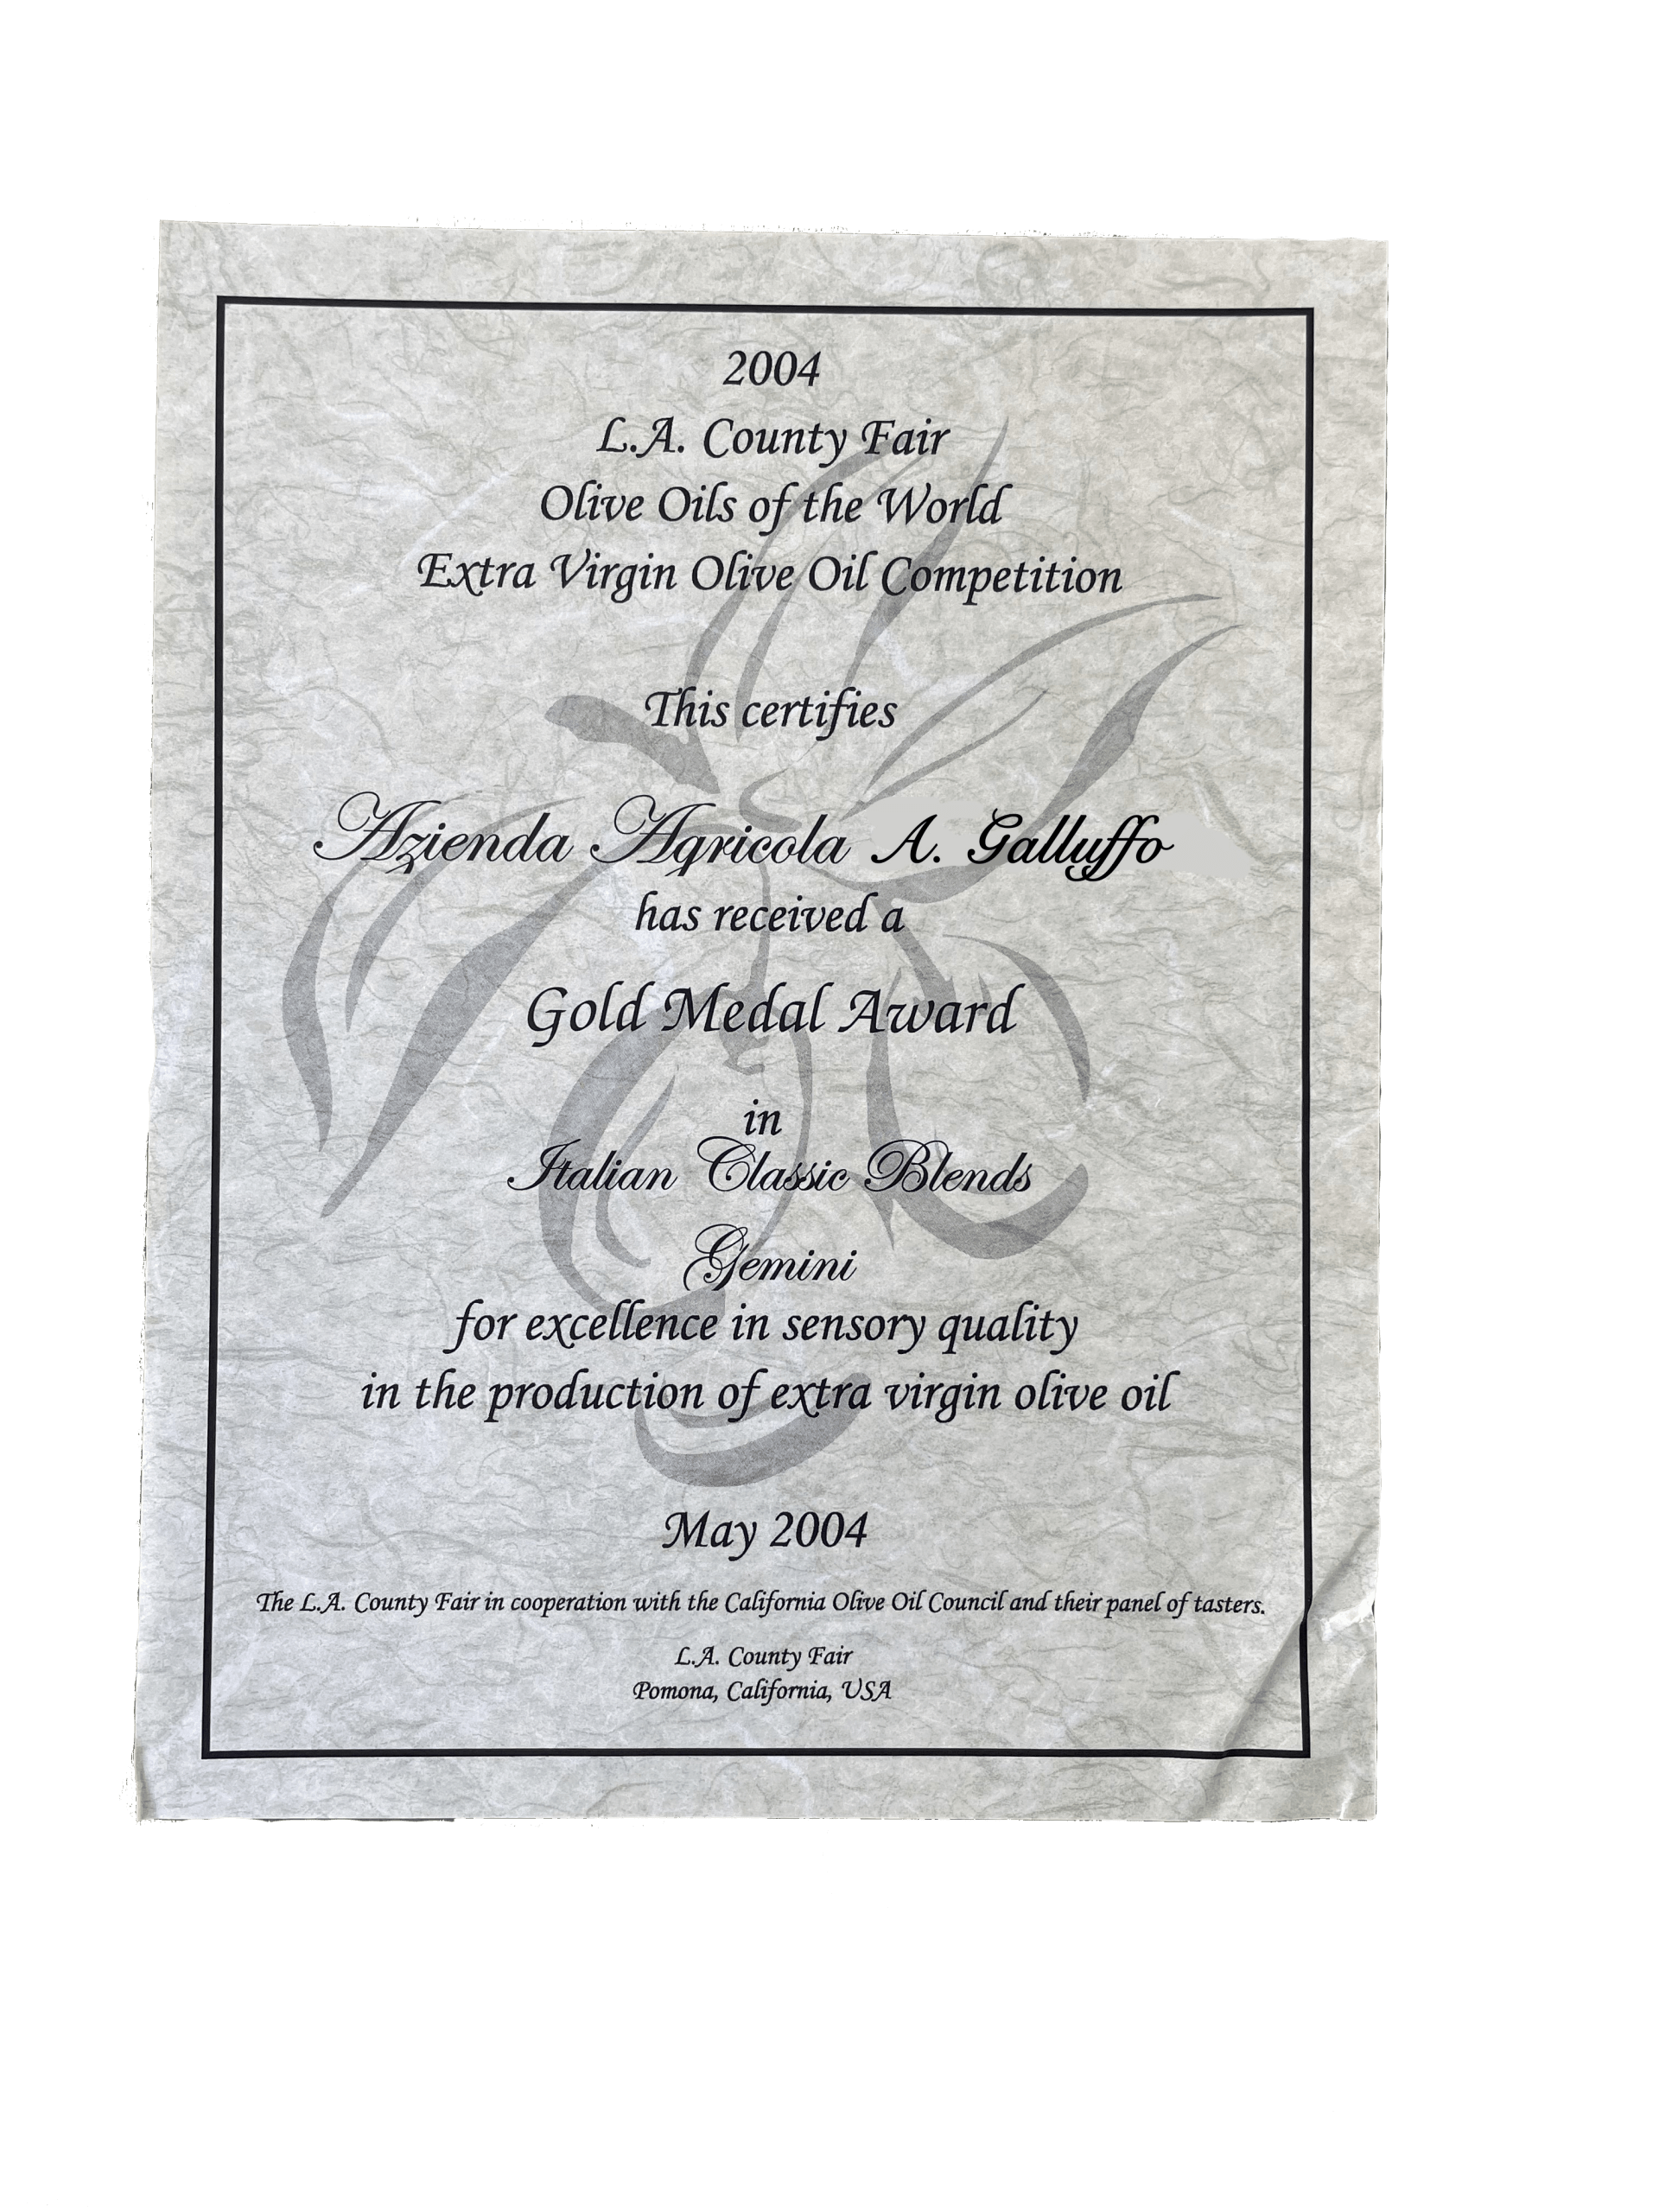 2004
L.A. County Fair
Olive Oils of the World
Extra Virgin Olive Oil Competition
This certifies
Azienda Agricola A. Galluffo
has received a
Gold Medal Award
in
Italian Classic Blends
Gemini
for excellence in sensory quality
in the production of extra virgin olive oil
May 2004
The L.A. County Fair in cooperation with the California Olive Oil Council and their panel of tasters.
L.A. County Fair
Pomona, California, USA